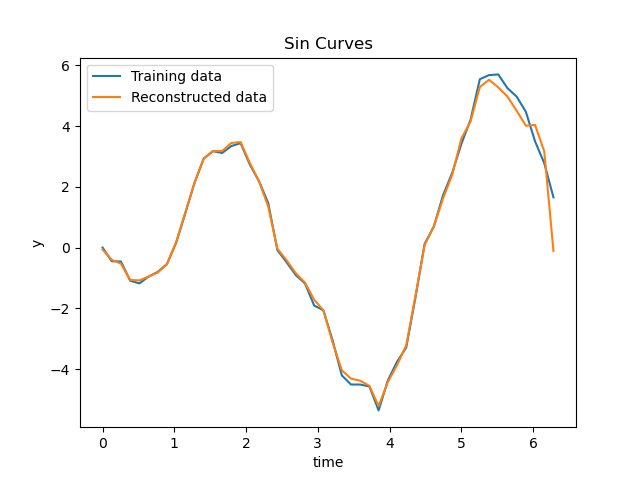 Sin Curves
Training data
Reconstructed data
6
4
2
0
−2
−4
y
0 1 2 3 4 5 6
time